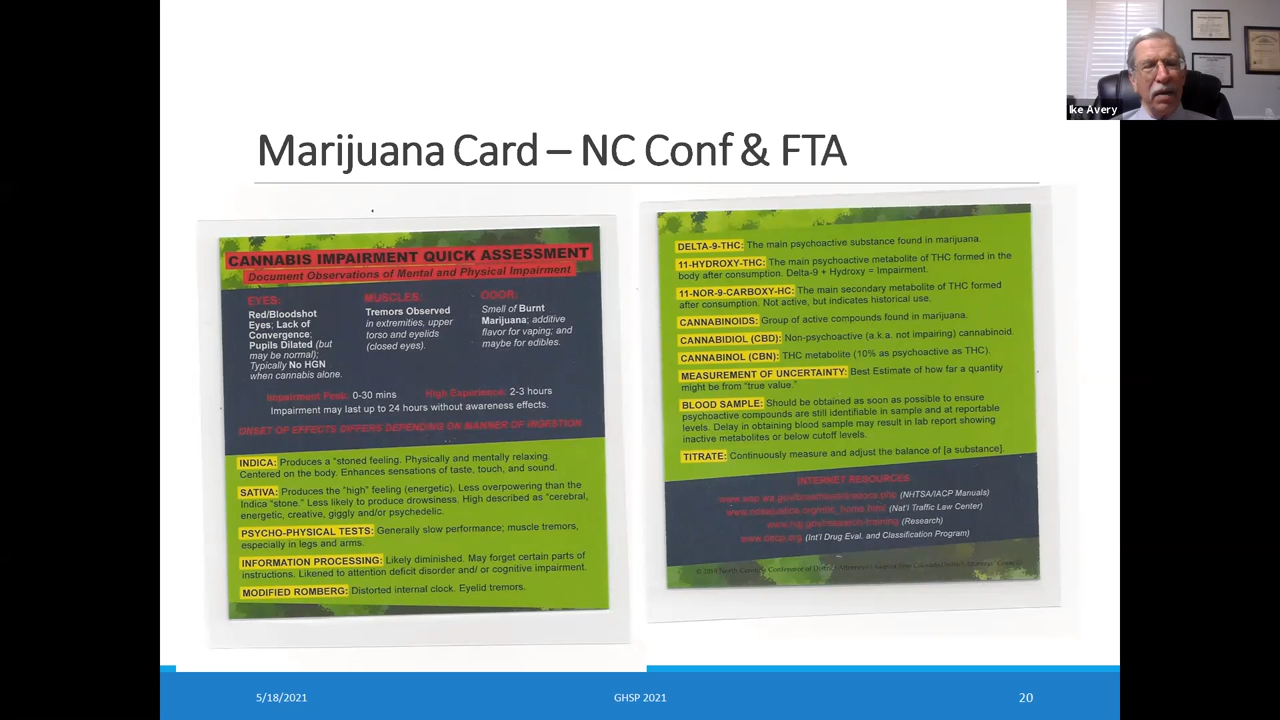 Ike Avery
Marijuana Card – NC Conf & FTA
CANNABIS IMPAIRMENT QUICK ASSESSMENT
Document Observations of Mental and Physical Impairment
EYES:
Red/Bloodshot
Eyes; Lack of
Convergence;
Pupils Dilated (but
may be normal);
Typically No HGN
when cannabis alone.
MUSCLES:
Tremors Observed
in extremities, upper
torso and eyelids
(closed eyes).
ODOR:
Smell of Burnt
Marijuana; additive
flavor for vaping; and
maybe for edibles.
Impairment Peak: 0-30 mins High Experience: 2-3 hours
Impairment may last up to 24 hours without awareness effects.
ONSET OF EFFECTS DIFFERS DEPENDING ON MANNER OF INGESTION
INDICA: Produces a "stoned feeling. Physically and mentally relaxing.
Centered on the body. Enhances sensations of taste, touch, and sound.
SATIVA: Produces the "high" feeling (energetic). Less overpowering than the
Indica "stone." Less likely to produce drowsiness. High described as "cerebral,
energetic, creative, giggly and/or psychedelic.
PSYCHO-PHYSICAL TESTS: Generally slow performance; muscle tremors,
especially in legs and arms.
INFORMATION PROCESSING: Likely diminished. May forget certain parts of
instructions. Likened to attention deficit disorder and/ or cognitive impairment.
MODIFIED ROMBERG: Distorted internal clock. Eyelid tremors.
DELTA-9-THC: The main psychoactive substance found in marijuana.
11-HYDROXY-THC: The main psychoactive metabolite of THC formed in the
body after consumption. Delta-9 + Hydroxy = Impairment.
11-NOR-9-CARBOXY-HC: The main secondary metabolite of THC formed
after consumption. Not active, but indicates historical use.
CANNABINOIDS: Group of active compounds found in marijuana.
CANNABIDIOL (CBD): Non-psychoactive (a.k.a. not impairing) cannabinoid.
CANNABINOL (CBN): THC metabolite (10% as psychoactive as THC).
MEASUREMENT OF UNCERTAINTY: Best Estimate of how far a quantity
might be from "true value."
BLOOD SAMPLE: Should be obtained as soon as possible to ensure
psychoactive compounds are still identifiable in sample and at reportable
levels. Delay in obtaining blood sample may result in lab report showing
inactive metabolites or below cutoff levels.
TITRATE: Continuously measure and adjust the balance of [a substance].
INTERNET RESOURCES
(NHTSA/IACP Manuals)
(Nat'l Traffic Law Center)
(Research)
(Int'l Drug Eval. and Classification Program)
North Carolina Conference of District Attorneys
5/18/2021
GHSP 2021
20